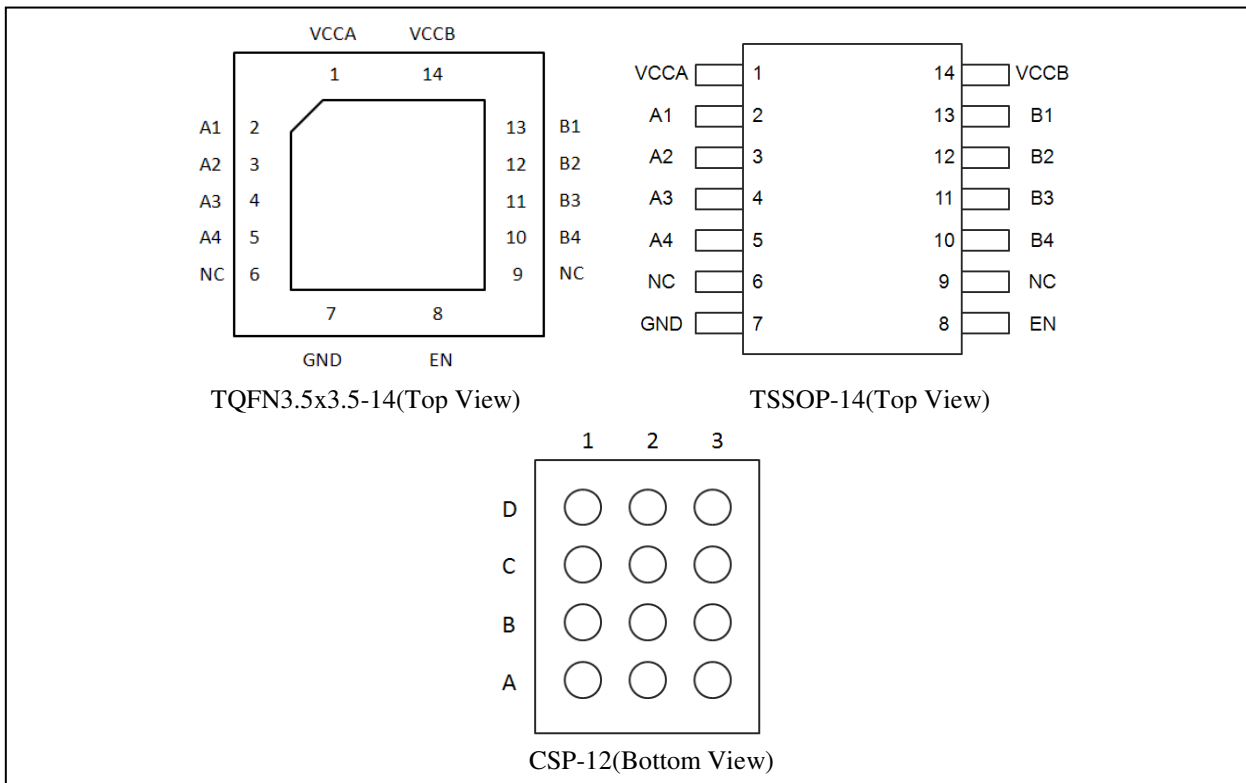 VCCA VCCB
1 14
A1 2 13 B1
A2 3 12 B2
A3 4 11 B3
A4 5 10 B4
NC 6 9 NC
7 8
GND EN
TQFN3.5x3.5-14(Top View)
VCCA 1 14 VCCB
A1 2 13 B1
A2 3 12 B2
A3 4 11 B3
A4 5 10 B4
NC 6 9 NC
GND 7 8 EN
TSSOP-14(Top View)
1 2 3
D
C
B
A
CSP-12(Bottom View)